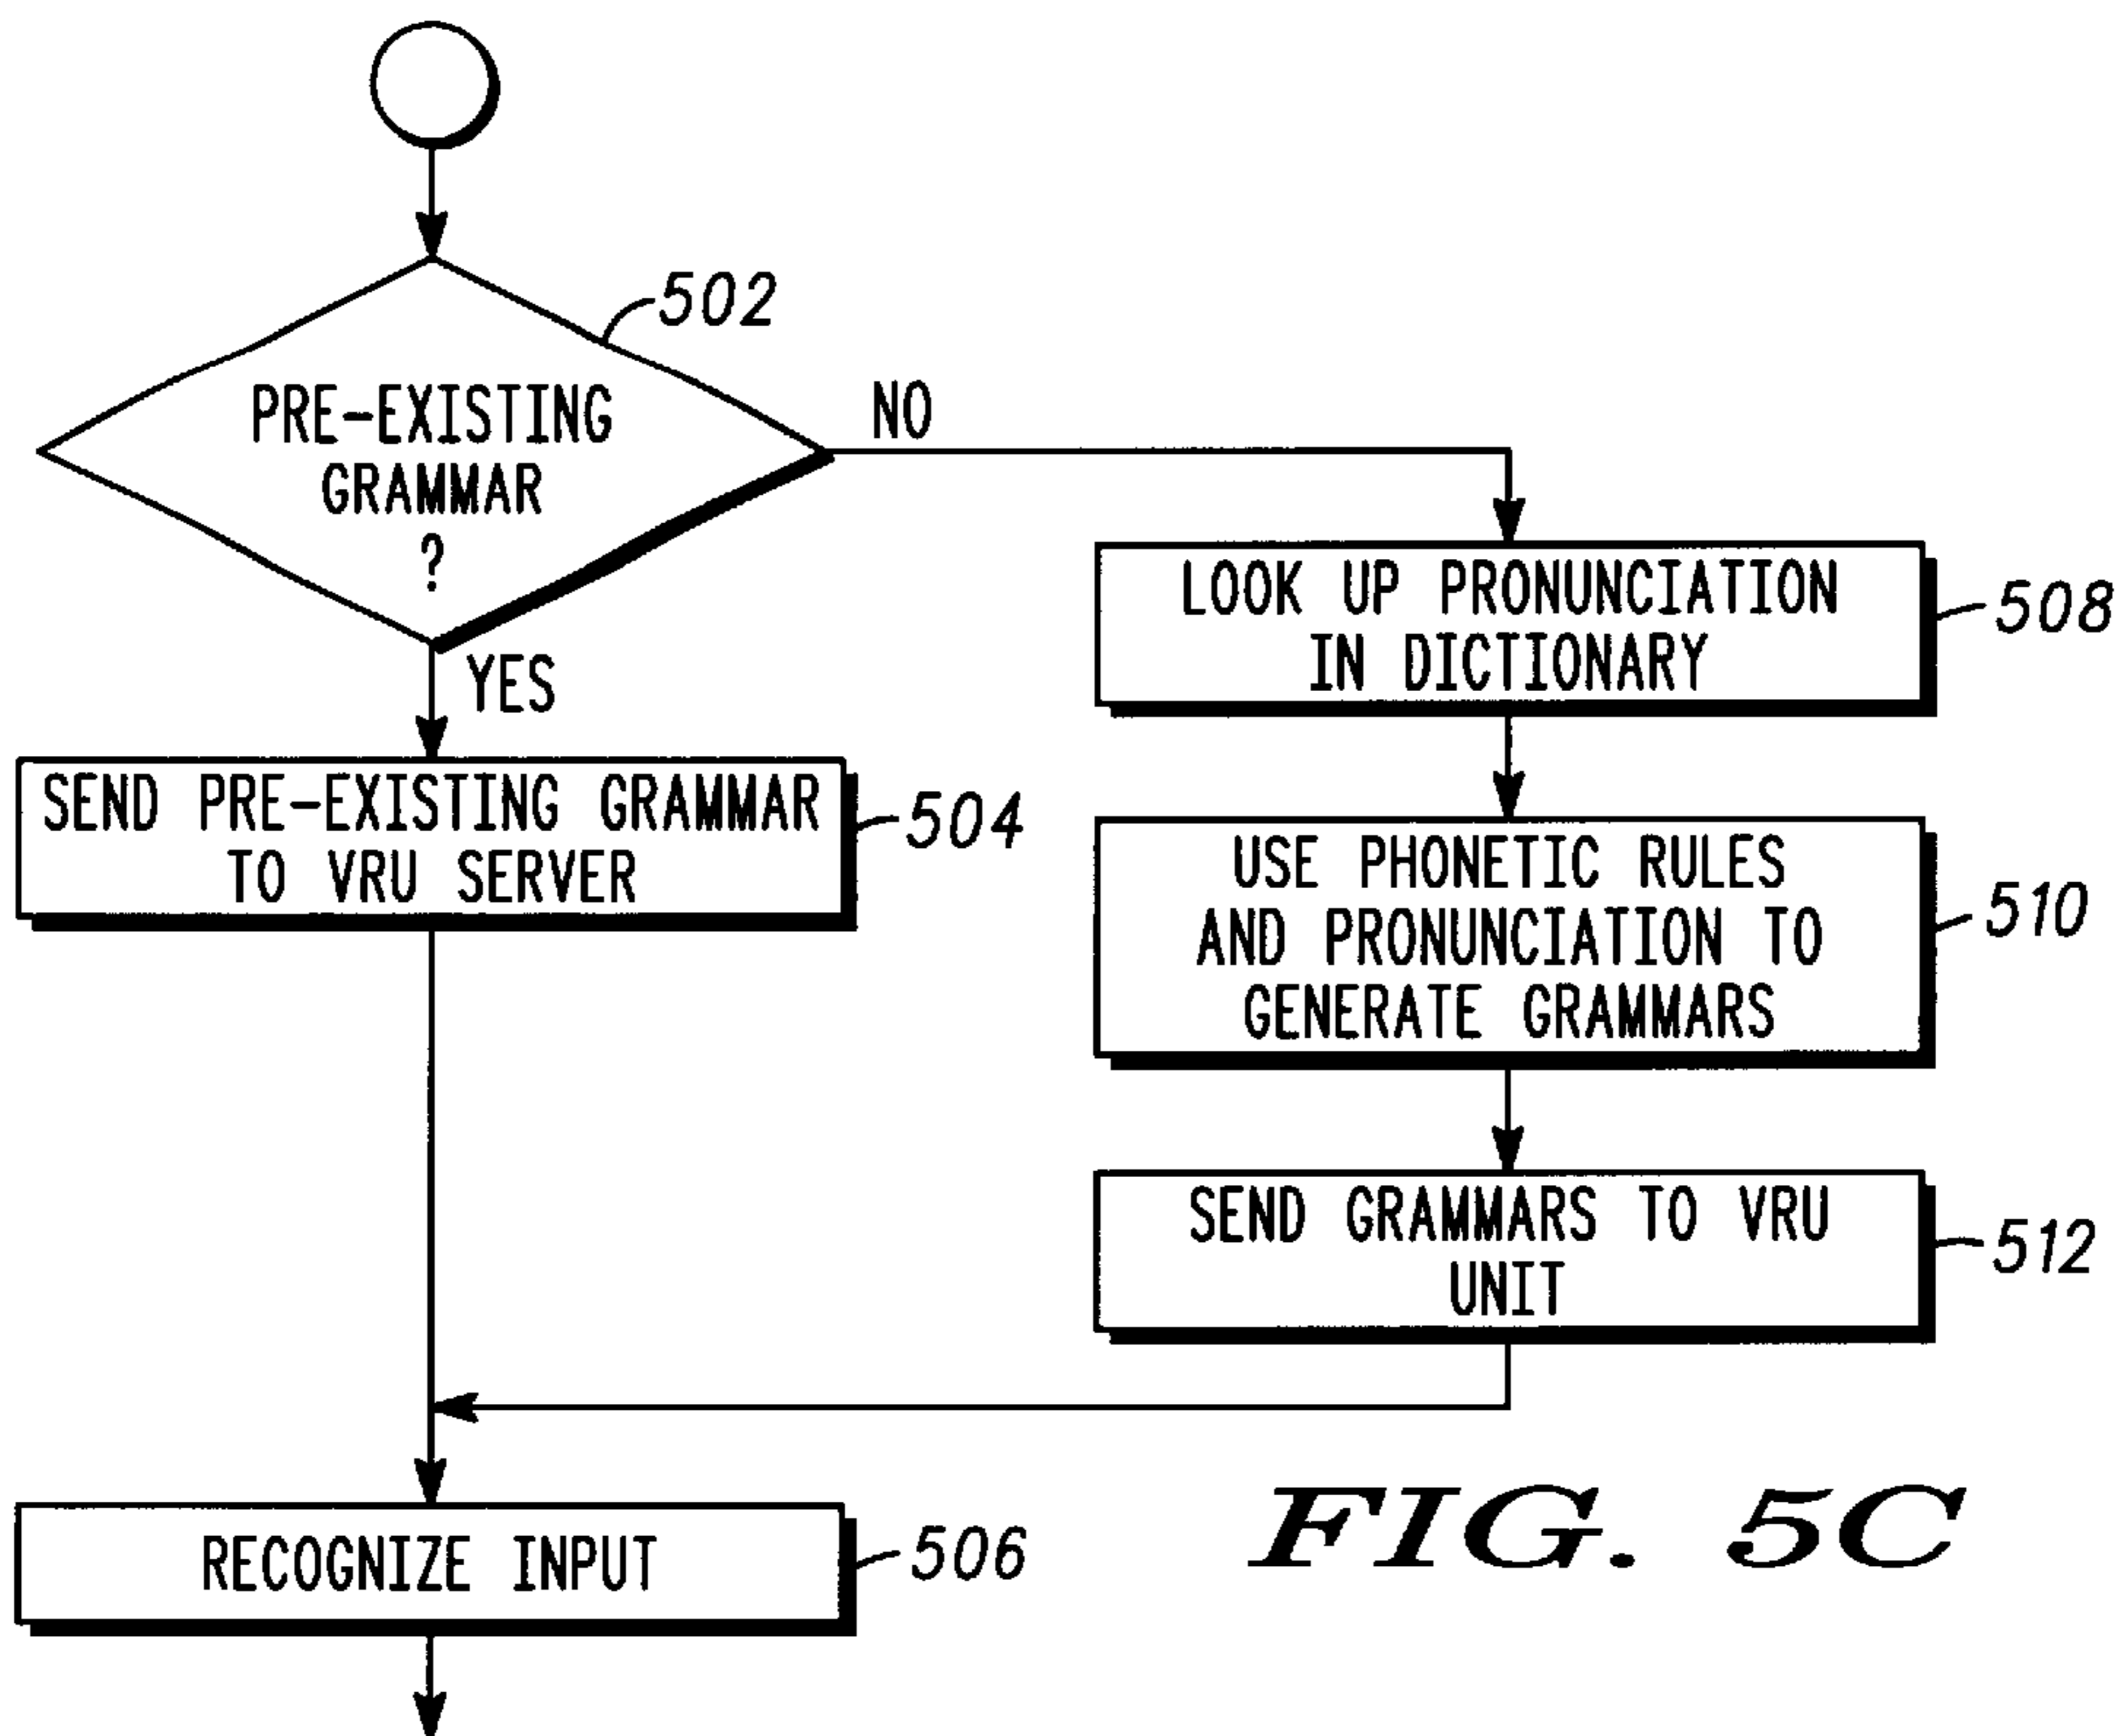 502
PRE-EXISTING
GRAMMAR
?
NO
YES
LOOK UP PRONUNCIATION
IN DICTIONARY
508
SEND PRE-EXISTING GRAMMAR
TO VRU SERVER
504
USE PHONETIC RULES
AND PRONUNCIATION TO
GENERATE GRAMMARS
510
SEND GRAMMARS TO VRU
UNIT
512
RECOGNIZE INPUT
506
FIG. 5C